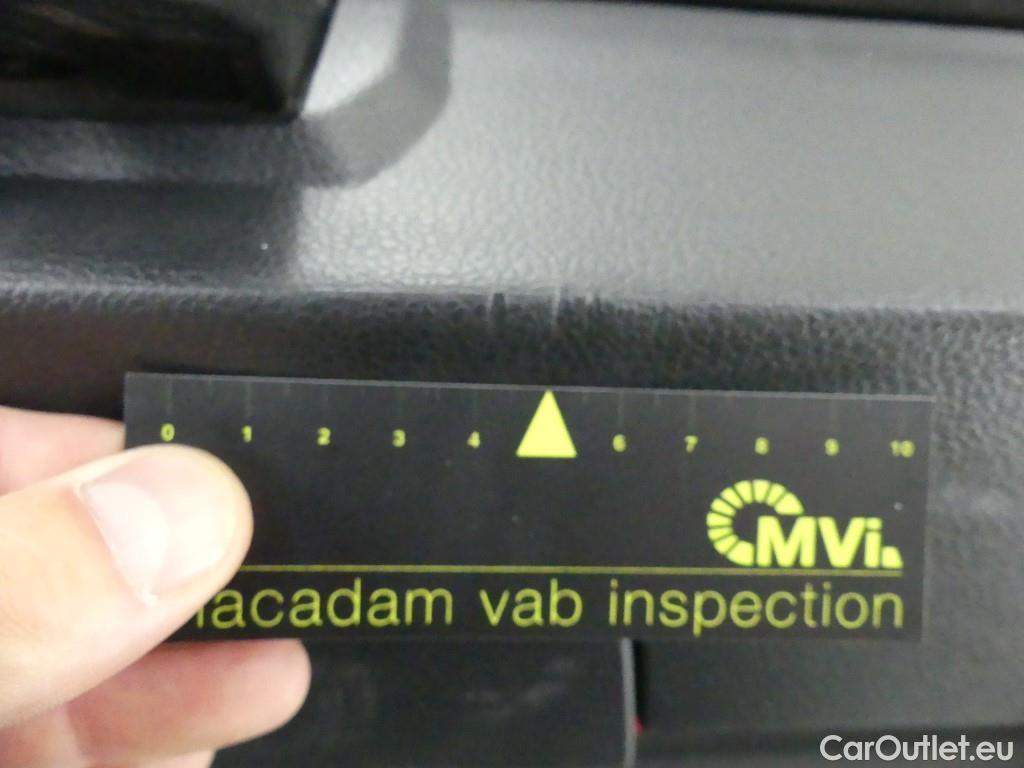 0 1 2 3 4 6 7 8 9 10
MVi
acadam vab inspection
CarOutlet.eu